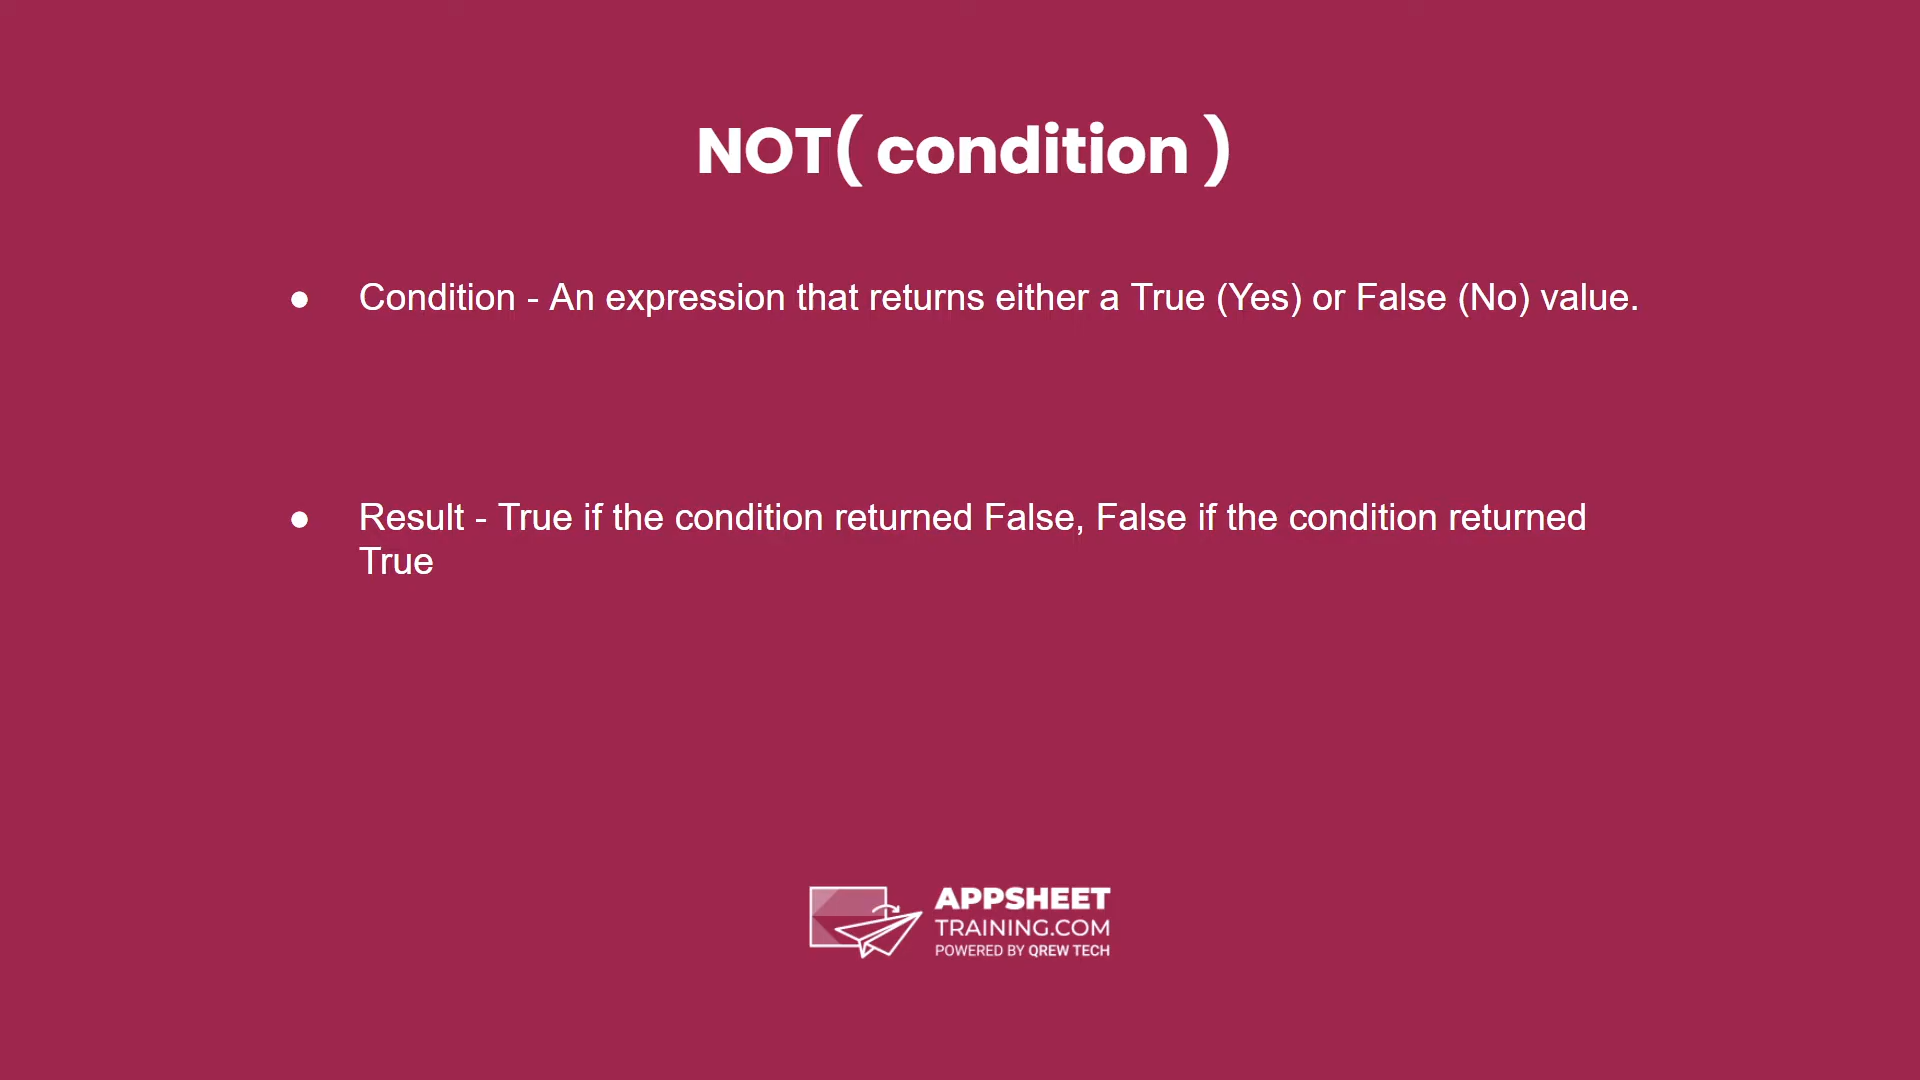 NOT( condition )
● Condition - An expression that returns either a True (Yes) or False (No) value.
● Result - True if the condition returned False, False if the condition returned
True
APPSHEET
TRAINING.COM
POWERED BY QREW TECH